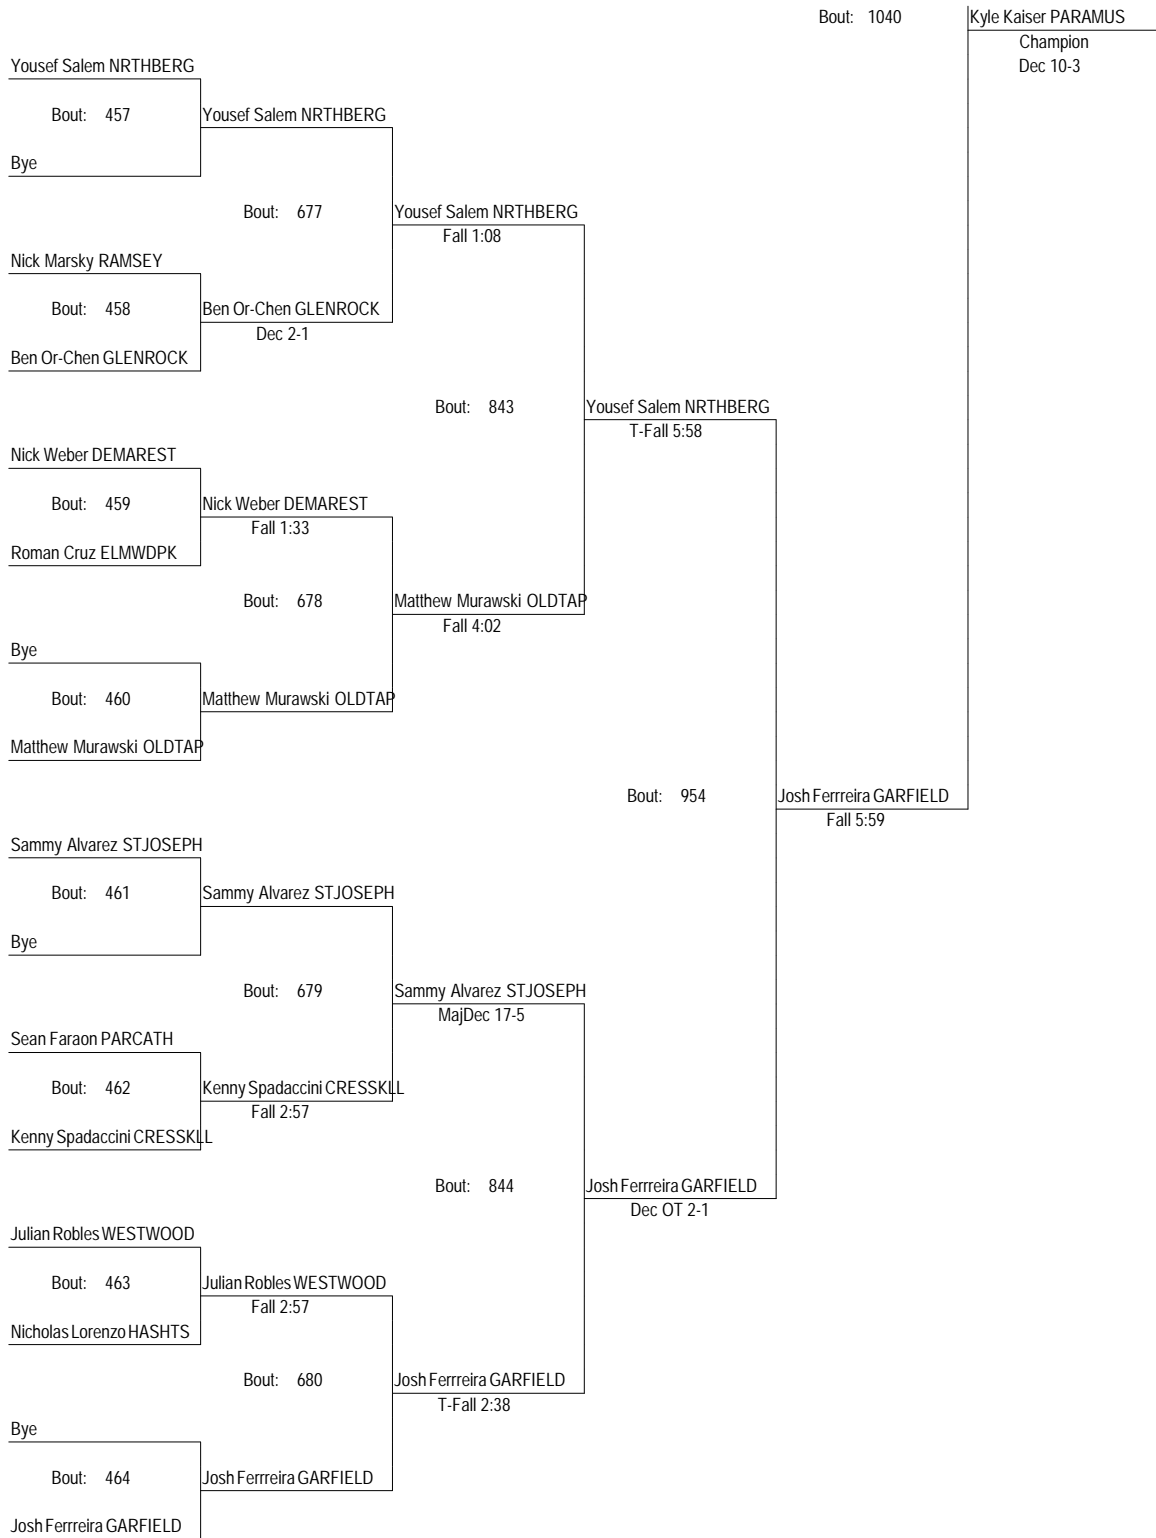 Bout: 1040 Kyle Kaiser PARAMUS
Champion
Yousef Salem NRTHBERG Dec 10-3
Bout: 457 Yousef Salem NRTHBERG
Bye
Bout: 677 Yousef Salem NRTHBERG
Fall 1:08
Nick Marsky RAMSEY
Bout: 458 Ben Or-Chen GLENROCK
Dec 2-1
Ben Or-Chen GLENROCK
Bout: 843 Yousef Salem NRTHBERG
T-Fall 5:58
Nick Weber DEMAREST
Bout: 459 Nick Weber DEMAREST
Fall 1:33
Roman Cruz ELMWDPK
Bout: 678 Matthew Murawski OLDTAP
Fall 4:02
Bye
Bout: 460 Matthew Murawski OLDTAP
Matthew Murawski OLDTAP
Bout: 954 Josh Ferrreira GARFIELD
Fall 5:59
Sammy Alvarez STJOSEPH
Bout: 461 Sammy Alvarez STJOSEPH
Bye
Bout: 679 Sammy Alvarez STJOSEPH
MajDec 17-5
Sean Faraon PARCATH
Bout: 462 Kenny Spadaccini CRESSKLL
Fall 2:57
Kenny Spadaccini CRESSKLL
Bout: 844 Josh Ferrreira GARFIELD
Dec OT 2-1
Julian Robles WESTWOOD
Bout: 463 Julian Robles WESTWOOD
Fall 2:57
Nicholas Lorenzo HASHTS
Bout: 680 Josh Ferrreira GARFIELD
T-Fall 2:38
Bye
Bout: 464 Josh Ferrreira GARFIELD
Josh Ferrreira GARFIELD